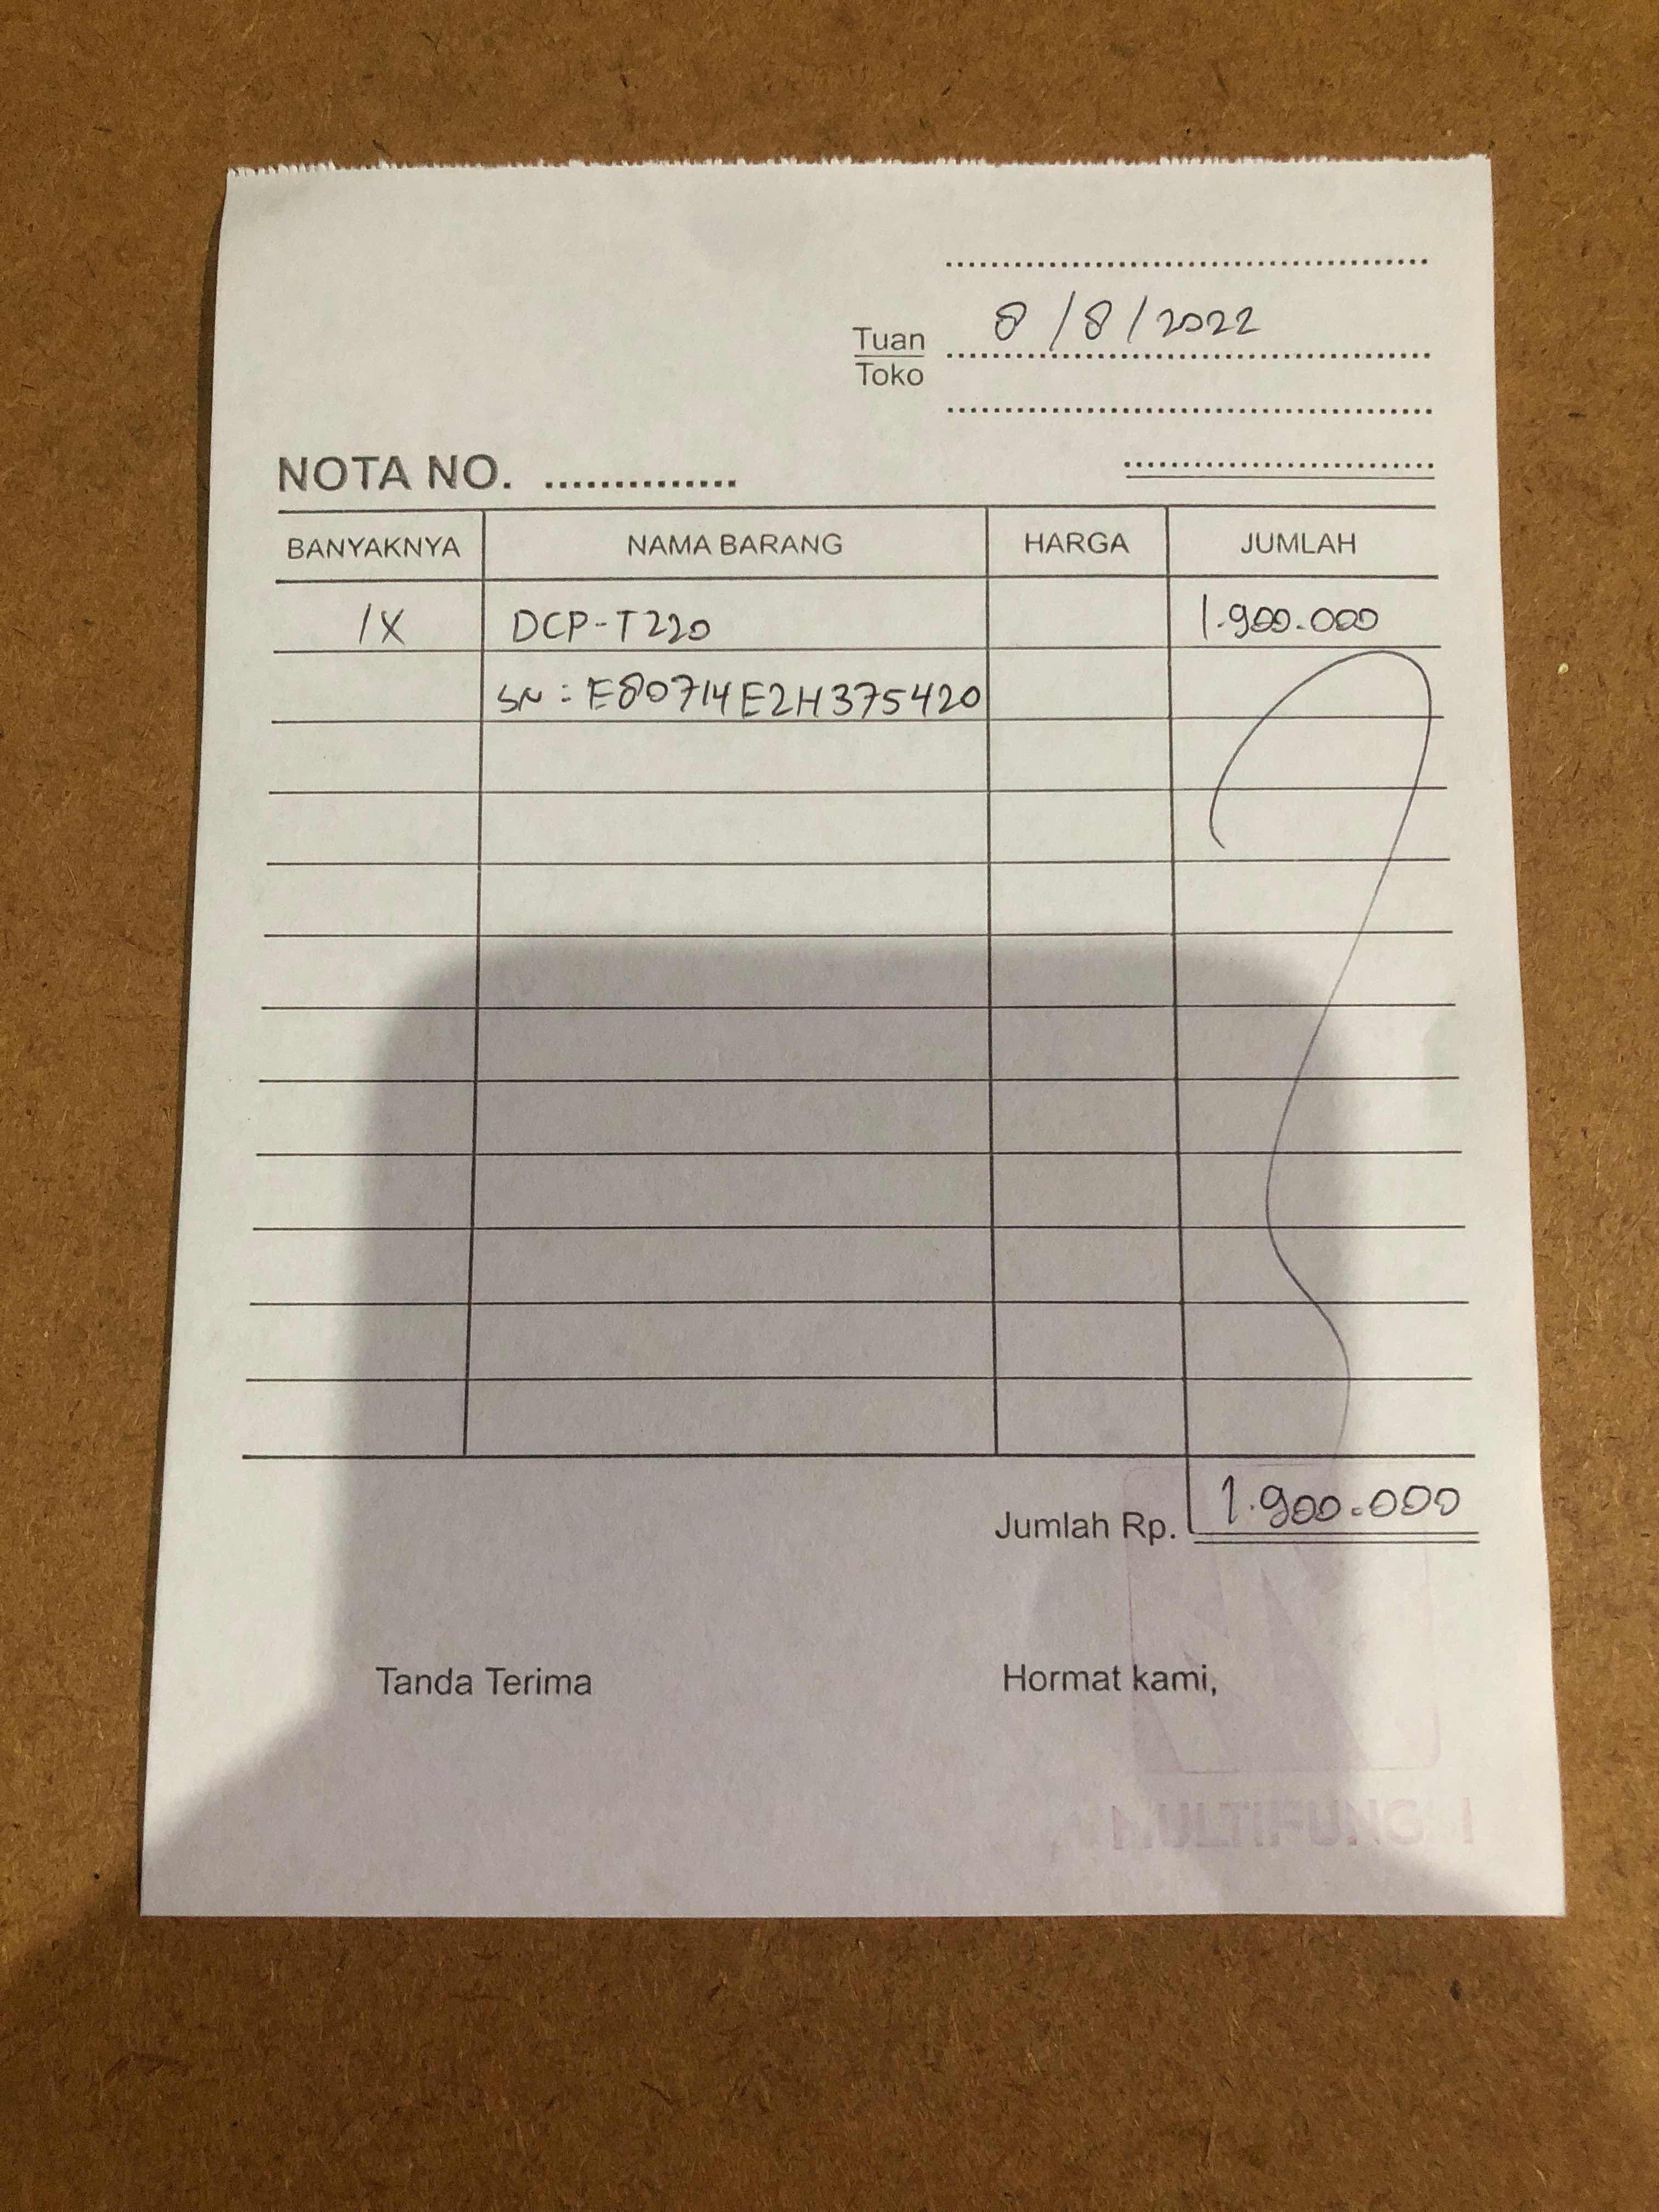 8/8/2022
Tuan
Toko
NOTA NO. ..............
BANYAKNYA NAMA BARANG HARGA JUMLAH
1X DCP-T220 1.900.000
SN : E80714E2H375420
Jumlah Rp. 1.900.000
Tanda Terima Hormat kami,
MULTIFUNGSI